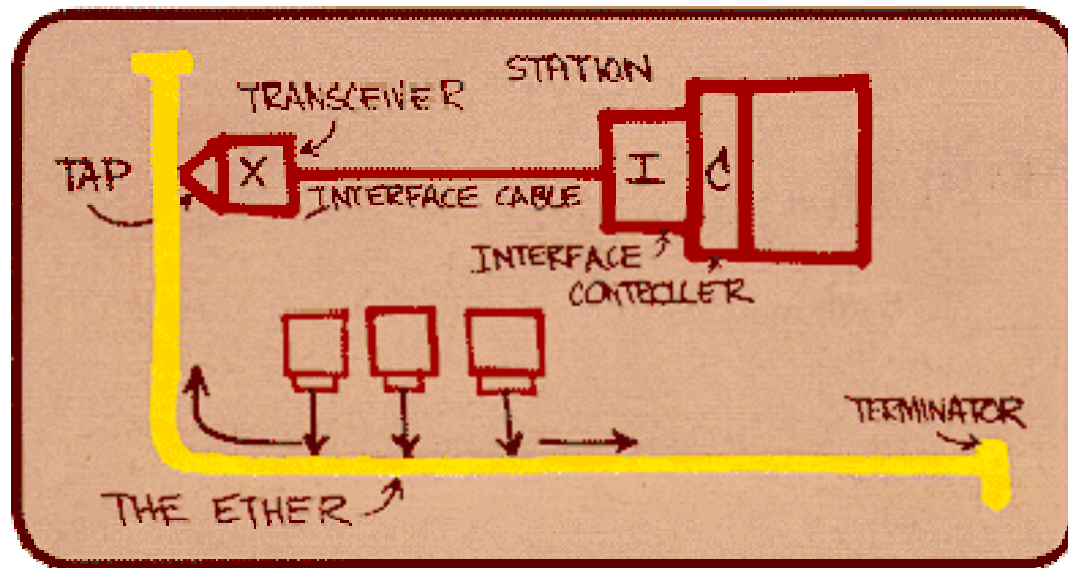 STATION
TRANSCEIVER
TAP
X
I
C
INTERFACE CABLE
INTERFACE
CONTROLLER
TERMINATOR
THE ETHER